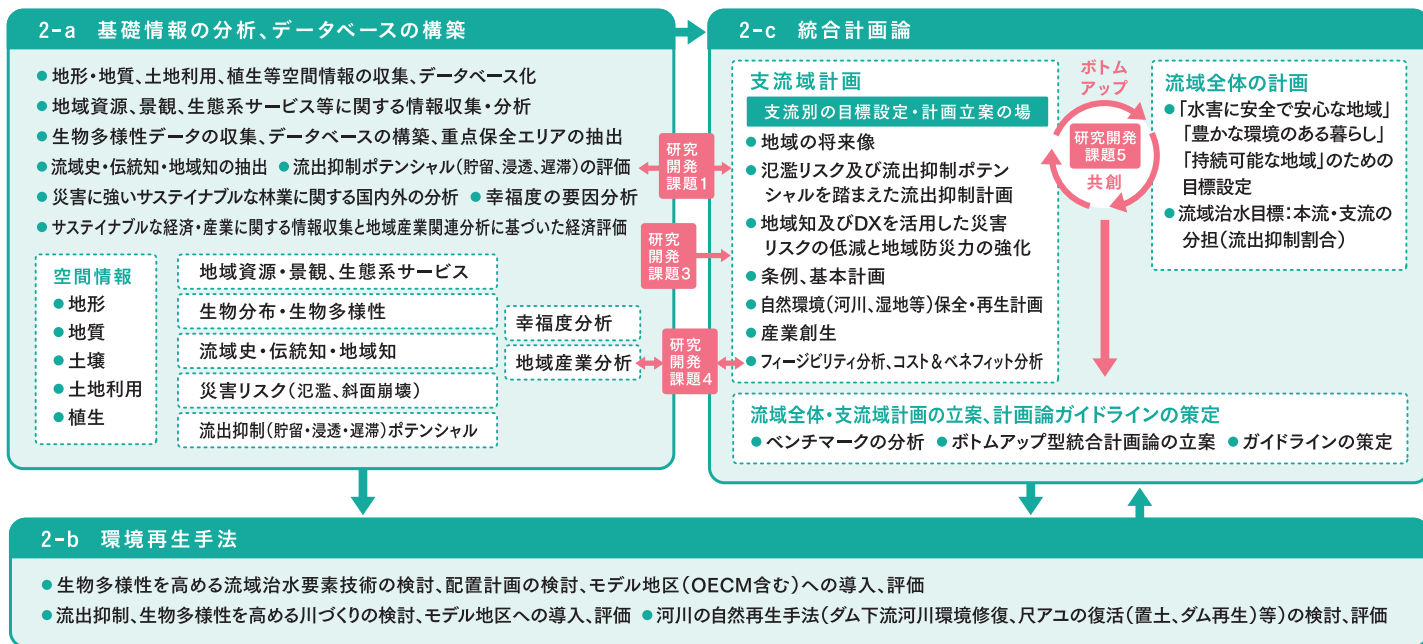 2-a 基礎情報の分析、データベースの構築
●地形・地質、土地利用、植生等空間情報の収集、データベース化
●地域資源、景観、生態系サービス等に関する情報収集・分析
●生物多様性データの収集、データベースの構築、重点保全エリアの抽出
●流域史・伝統知・地域知の抽出 ●流出抑制ポテンシャル(貯留、浸透、遅滞)の評価
●災害に強いサステイナブルな林業に関する国内外の分析 ●幸福度の要因分析
●サステイナブルな経済・産業に関する情報収集と地域産業関連分析に基づいた経済評価
空間情報
●地形
●地質
●土壌
●土地利用
●植生
地域資源・景観、生態系サービス
生物分布・生物多様性
流域史・伝統知・地域知
災害リスク(氾濫、斜面崩壊)
流出抑制(貯留・浸透・遅滞)ポテンシャル
幸福度分析
地域産業分析
研究
開発
課題1
研究
開発
課題3
研究
開発
課題4
2-c 統合計画論
支流域計画
支流別の目標設定・計画立案の場
●地域の将来像
●氾濫リスク及び流出抑制ポテン
シャルを踏まえた流出抑制計画
●地域知及びDXを活用した災害
リスクの低減と地域防災力の強化
●条例、基本計画
●自然環境(河川、湿地等)保全・再生計画
●産業創生
●フィージビリティ分析、コスト&ベネフィット分析
ボトム
アップ
研究開発
課題5
共創
流域全体の計画
●「水害に安全で安心な地域」
「豊かな環境のある暮らし」
「持続可能な地域」のための
目標設定
●流域治水目標:本流・支流の
分担(流出抑制割合)
流域全体・支流域計画の立案、計画論ガイドラインの策定
●ベンチマークの分析 ●ボトムアップ型統合計画論の立案 ●ガイドラインの策定
2-b 環境再生手法
●生物多様性を高める流域治水要素技術の検討、配置計画の検討、モデル地区(OECM含む)への導入、評価
●流出抑制、生物多様性を高める川づくりの検討、モデル地区への導入、評価 ●河川の自然再生手法(ダム下流河川環境修復、尺アユの復活(置土、ダム再生)等)の検討、評価